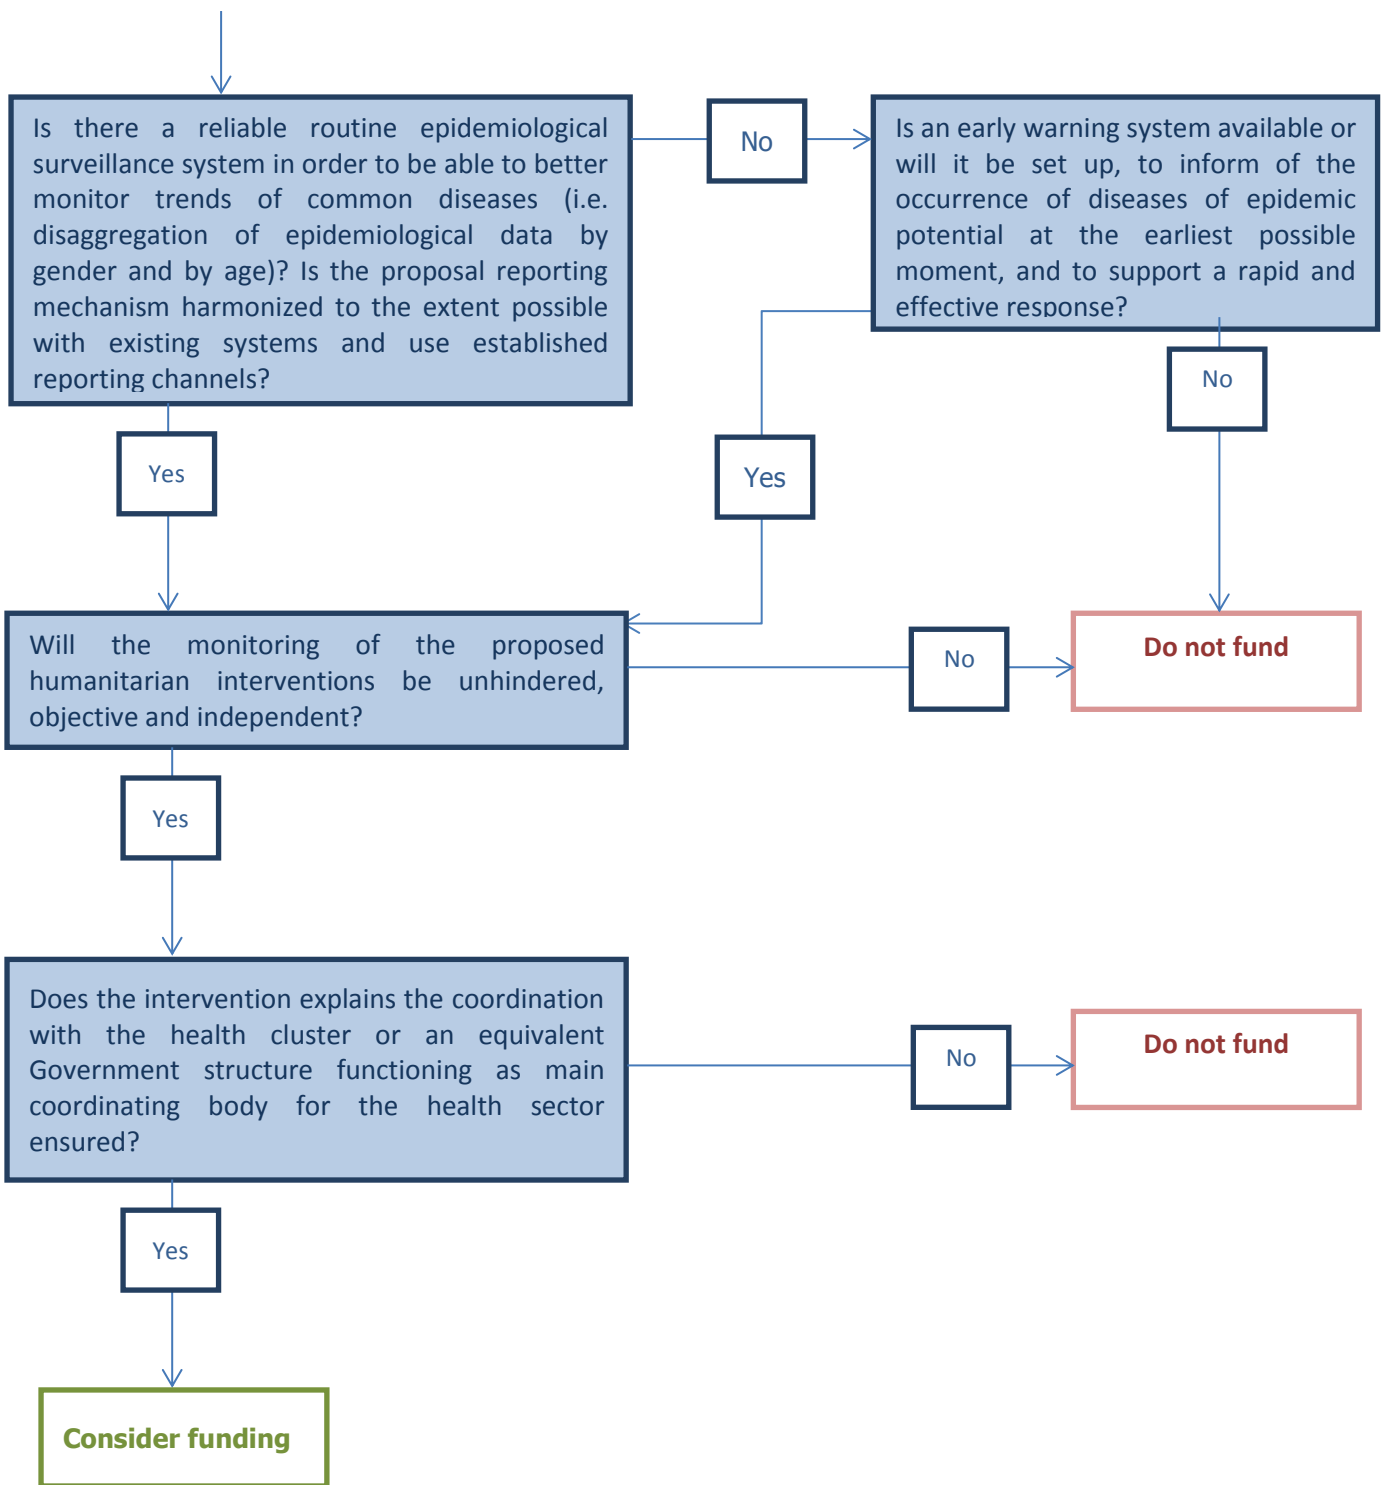 Is there a reliable routine epidemiological
surveillance system in order to be able to better
monitor trends of common diseases (i.e.
disaggregation of epidemiological data by
gender and by age)? Is the proposal reporting
mechanism harmonized to the extent possible
with existing systems and use established
reporting channels?
No
Is an early warning system available or
will it be set up, to inform of the
occurrence of diseases of epidemic
potential at the earliest possible
moment, and to support a rapid and
effective response?
No
Yes
Yes
Will the monitoring of the proposed
humanitarian interventions be unhindered,
objective and independent?
No
Do not fund
Yes
Does the intervention explains the coordination
with the health cluster or an equivalent
Government structure functioning as main
coordinating body for the health sector
ensured?
No
Do not fund
Yes
Consider funding